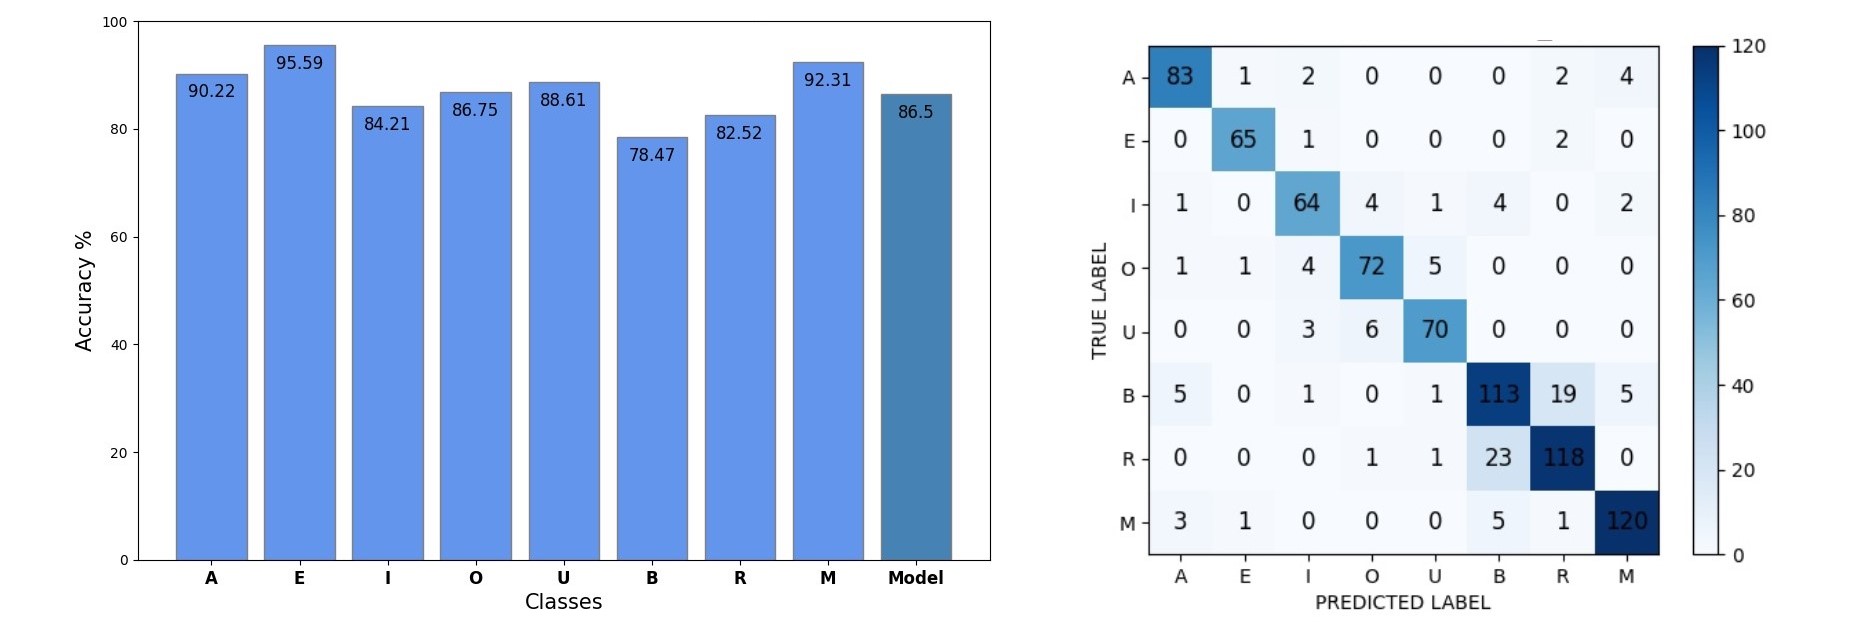 100
80
60
40
20
0
Accuracy %
90.22
95.59
84.21
86.75
88.61
78.47
82.52
92.31
86.5
A E I O U B R M Model
Classes
TRUE LABEL
A 83 1 2 0 0 0 2 4
E 0 65 1 0 0 0 2 0
I 1 0 64 4 1 4 0 2
O 1 1 4 72 5 0 0 0
U 0 0 3 6 70 0 0 0
B 5 0 1 0 1 113 19 5
R 0 0 0 1 1 23 118 0
M 3 1 0 0 0 5 1 120
A E I O U B R M
PREDICTED LABEL
120
100
80
60
40
20
0